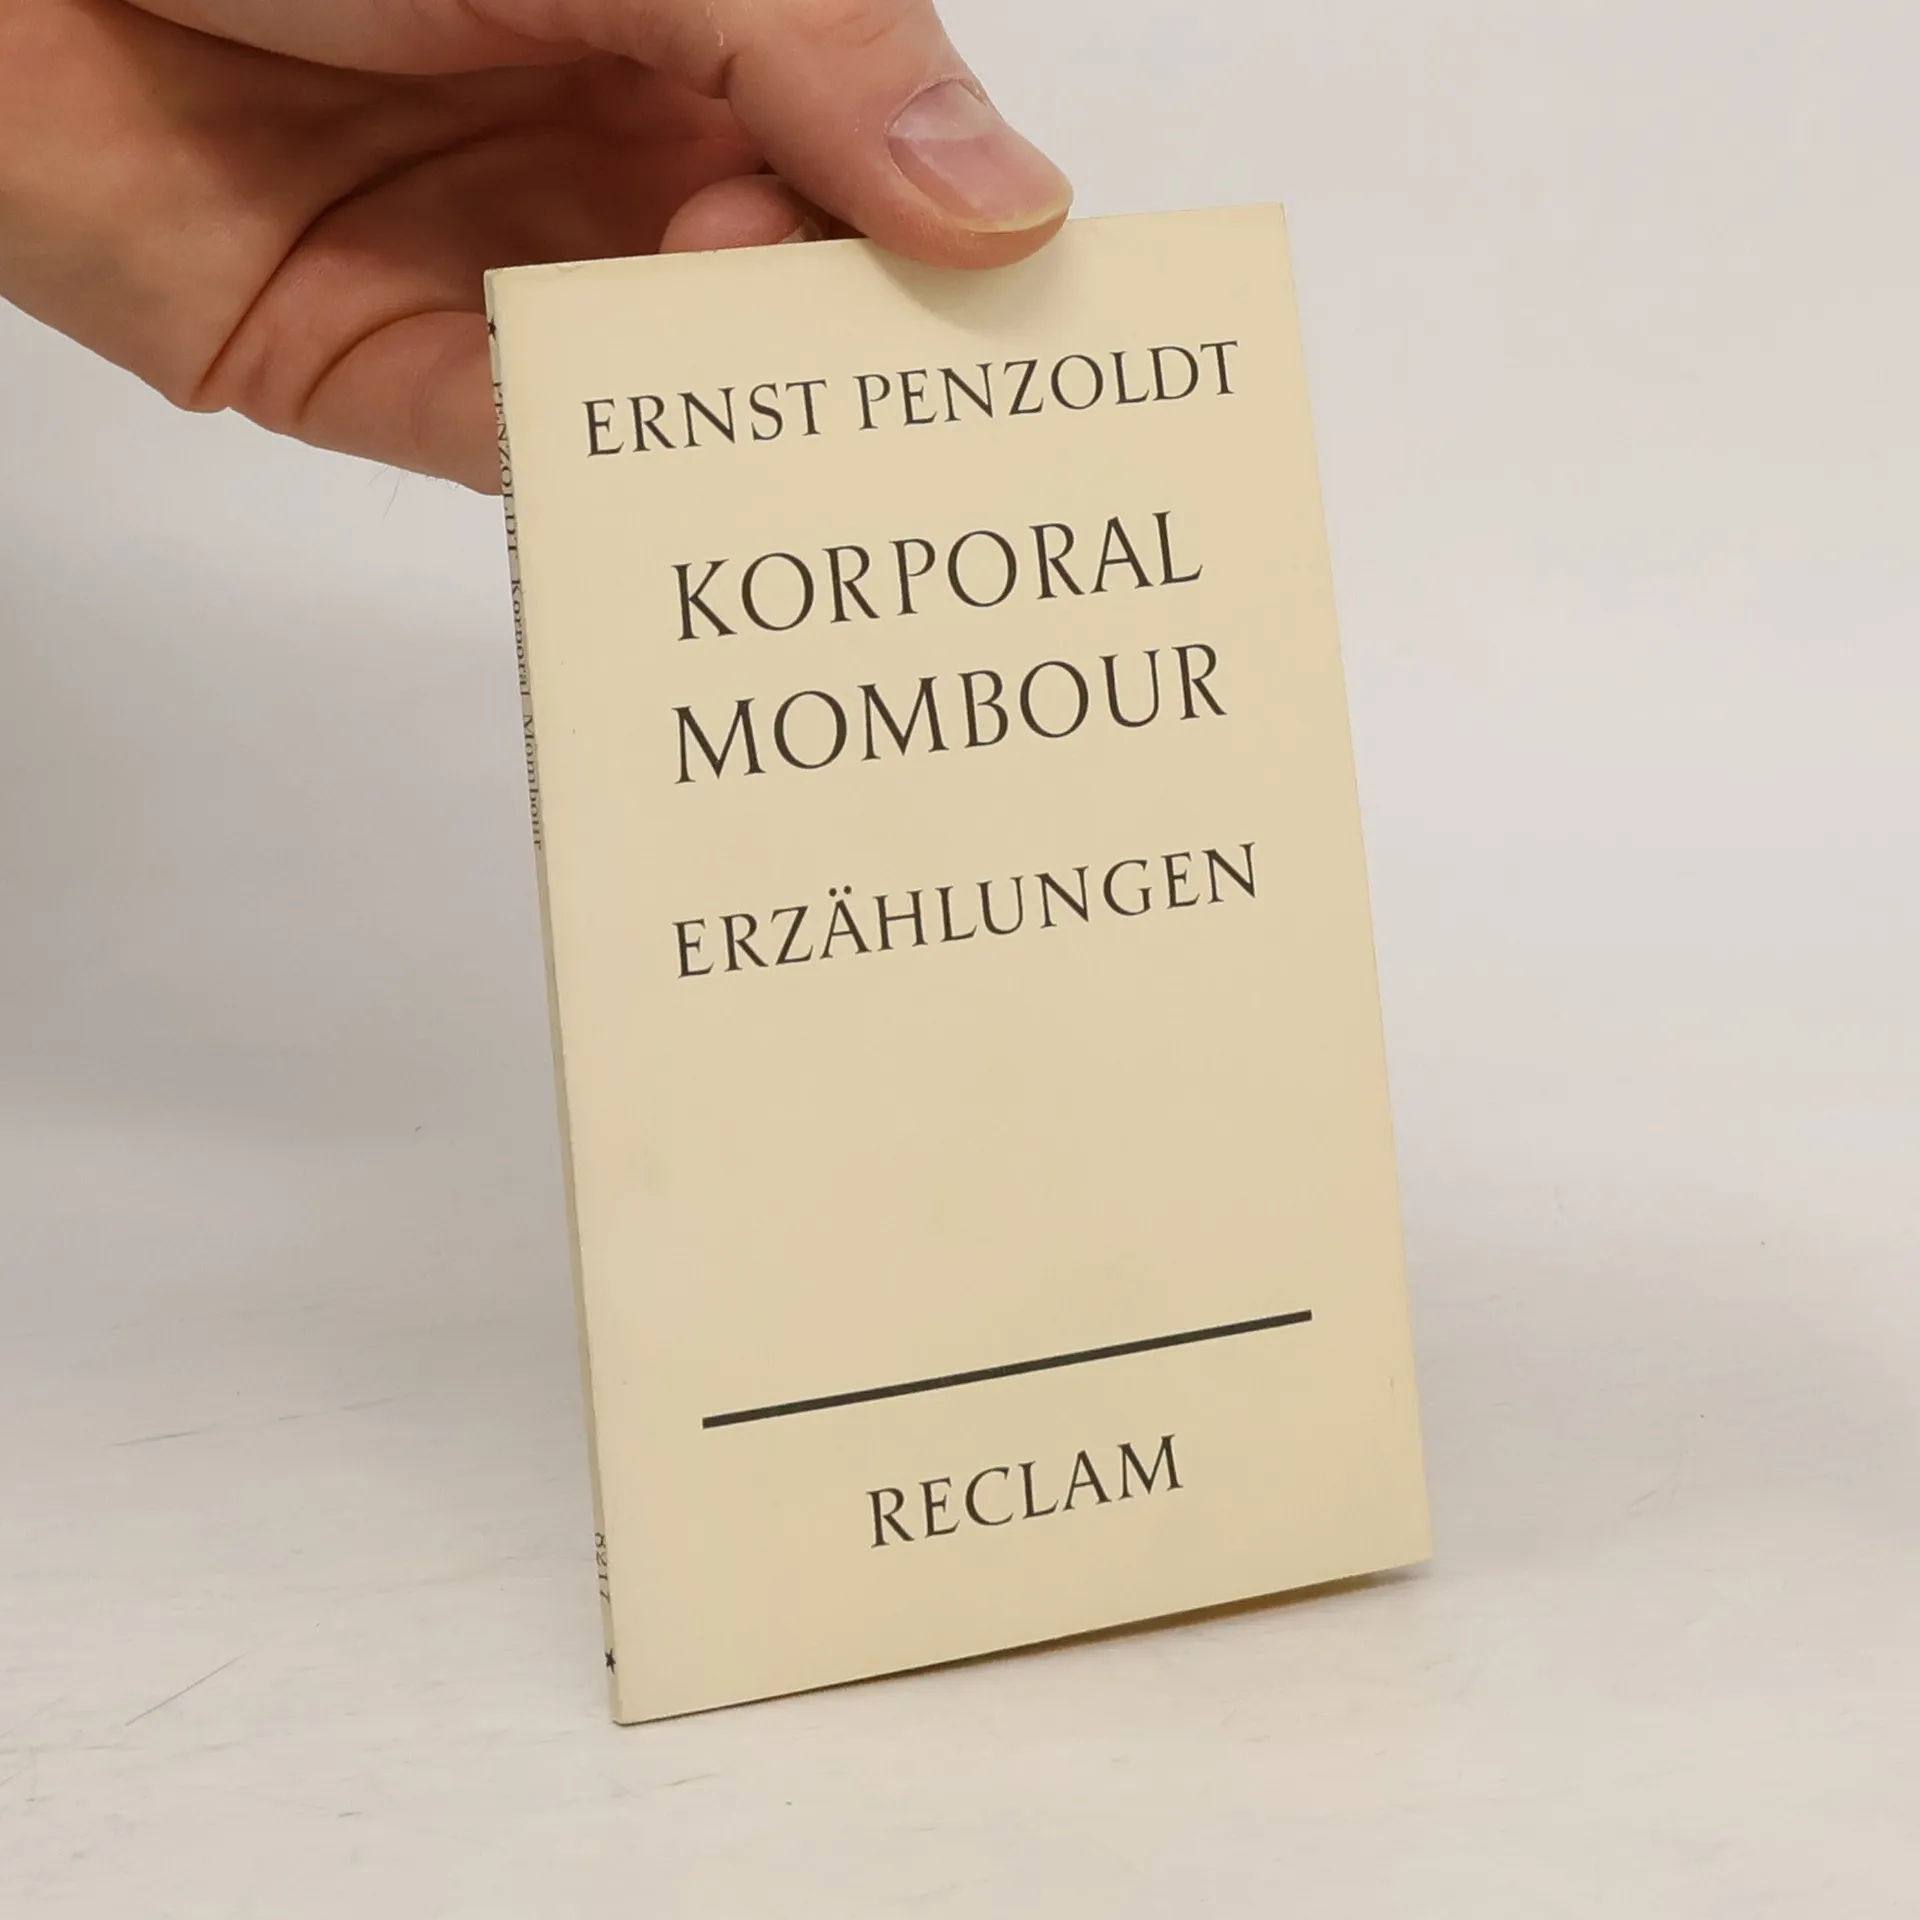 ERNST PENZOLDT
KORPORAL
MOMBOUR
ERZÄHLUNGEN
RECLAM
PENZOLDT Korporal Mombour
8217